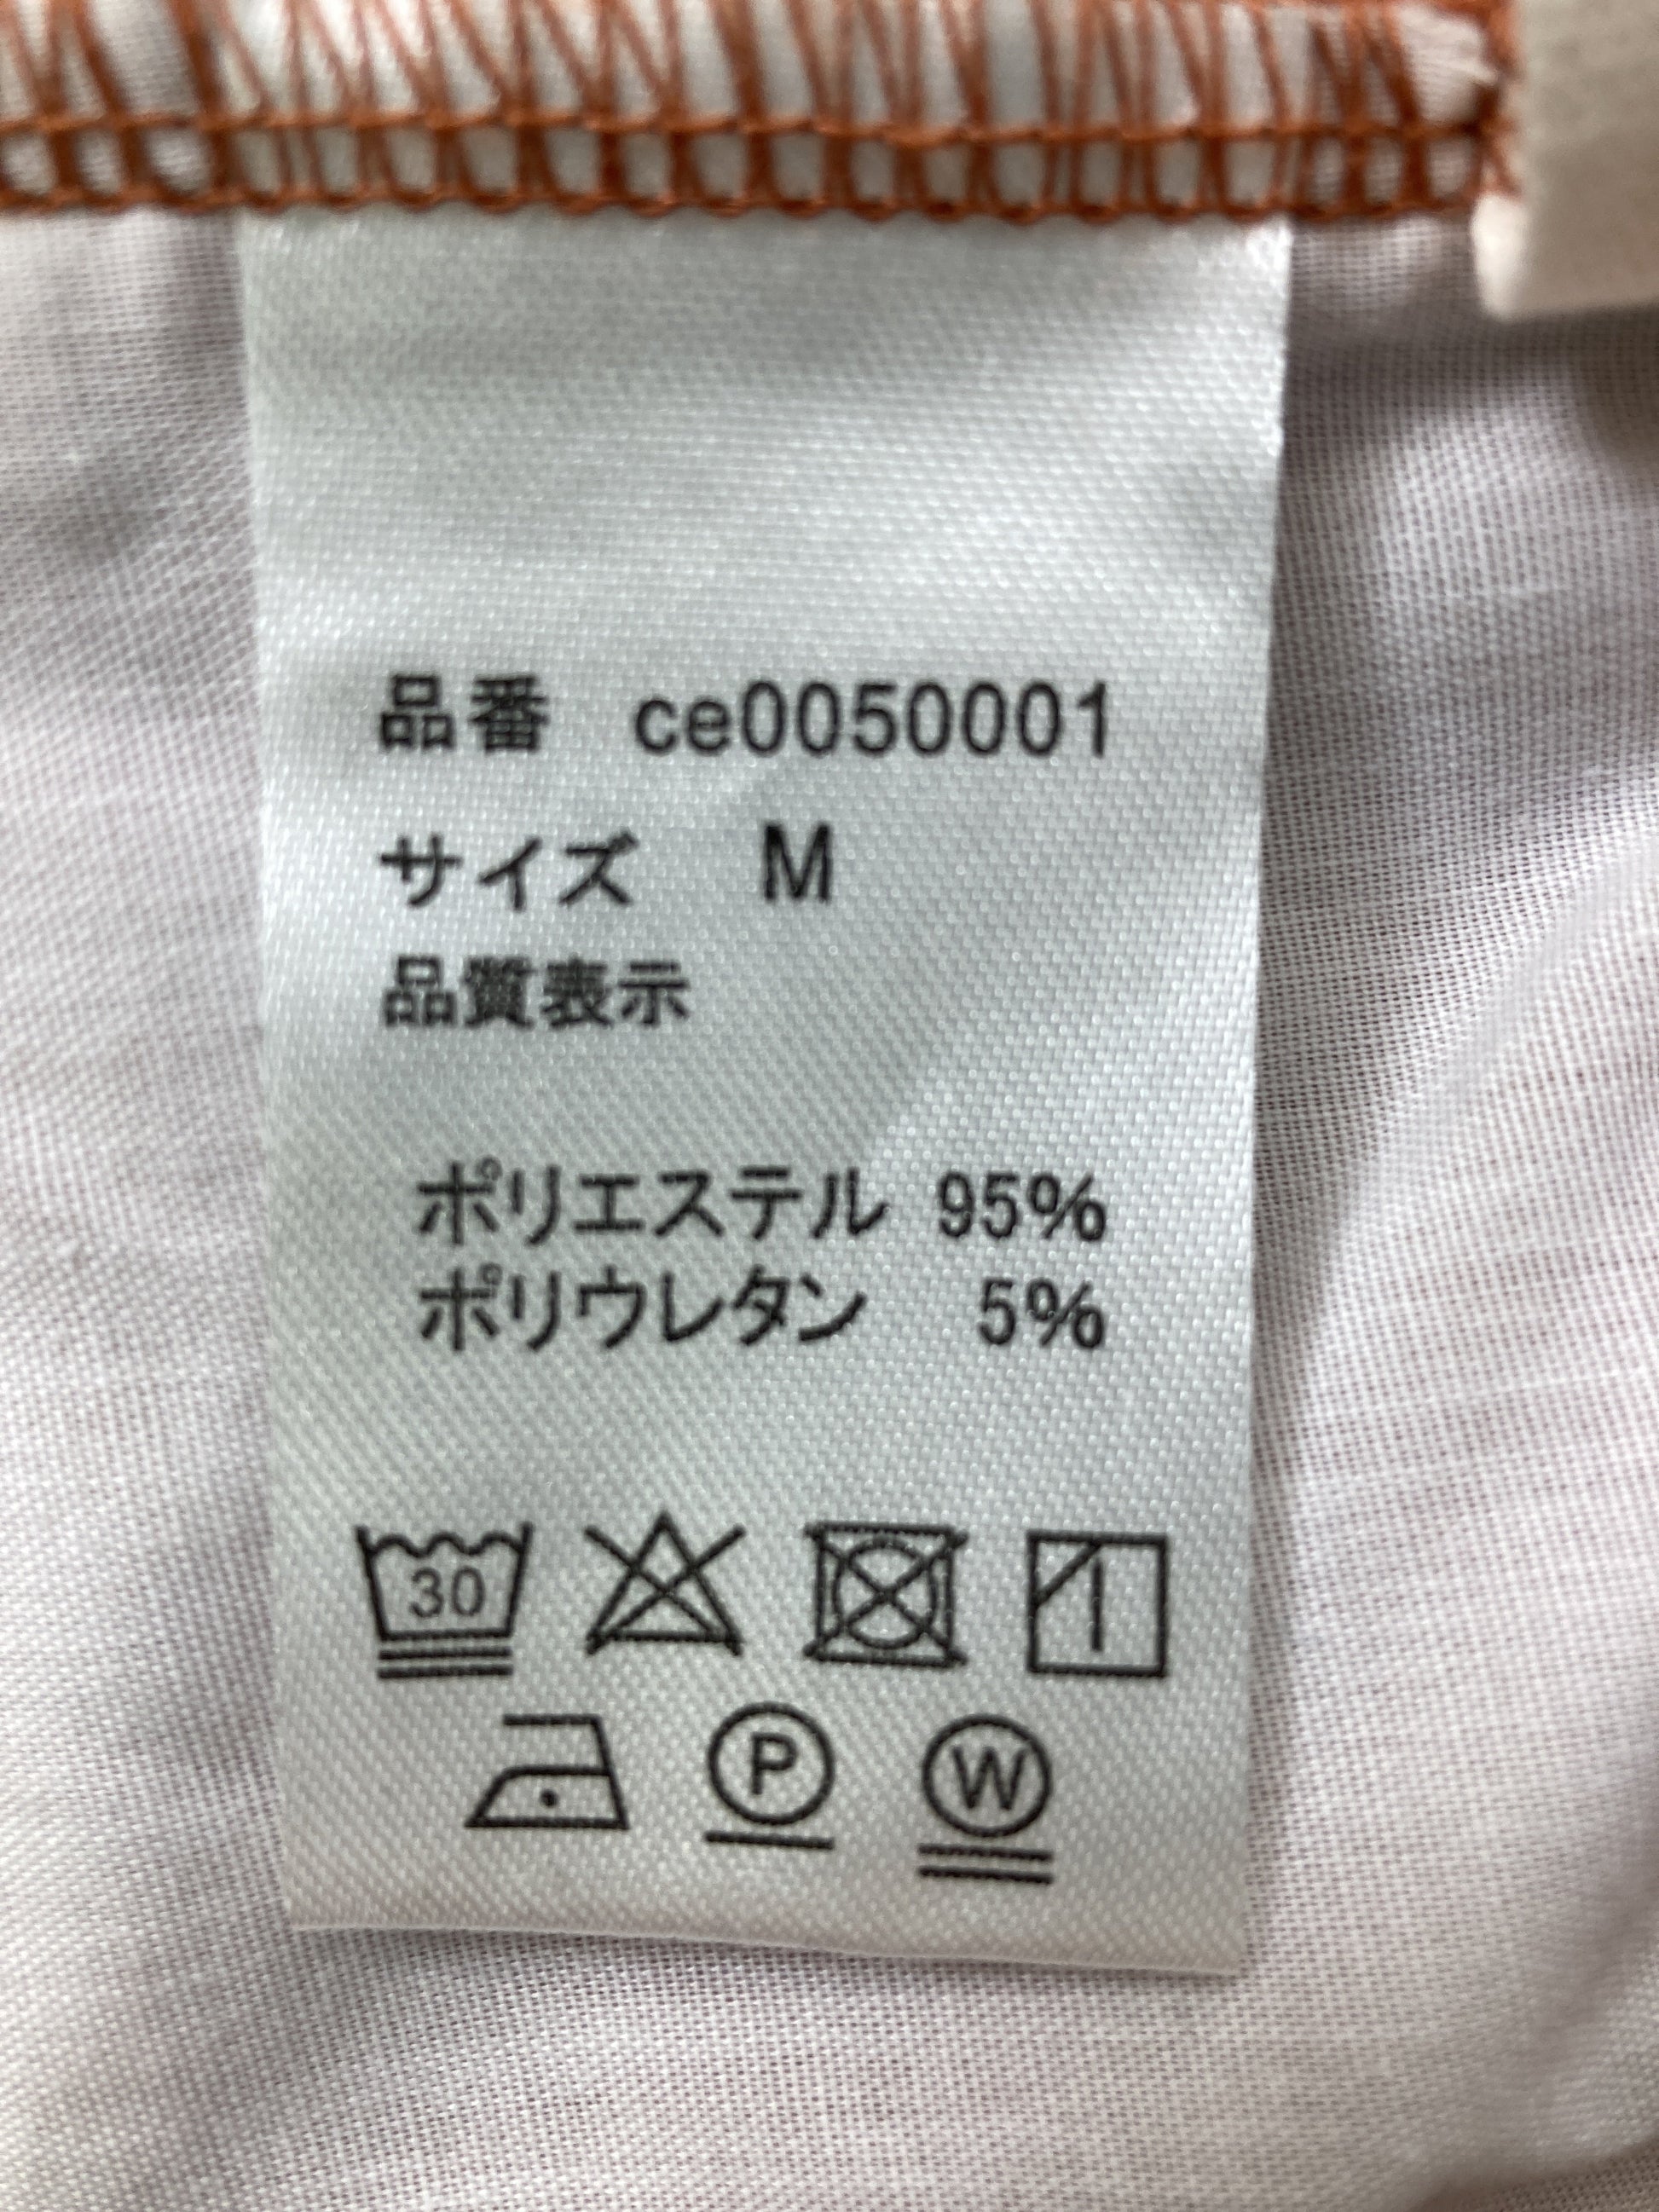 品番 ce0050001
サイズ M
品質表示
ポリエステル 95%
ポリウレタン 5%
30
P W